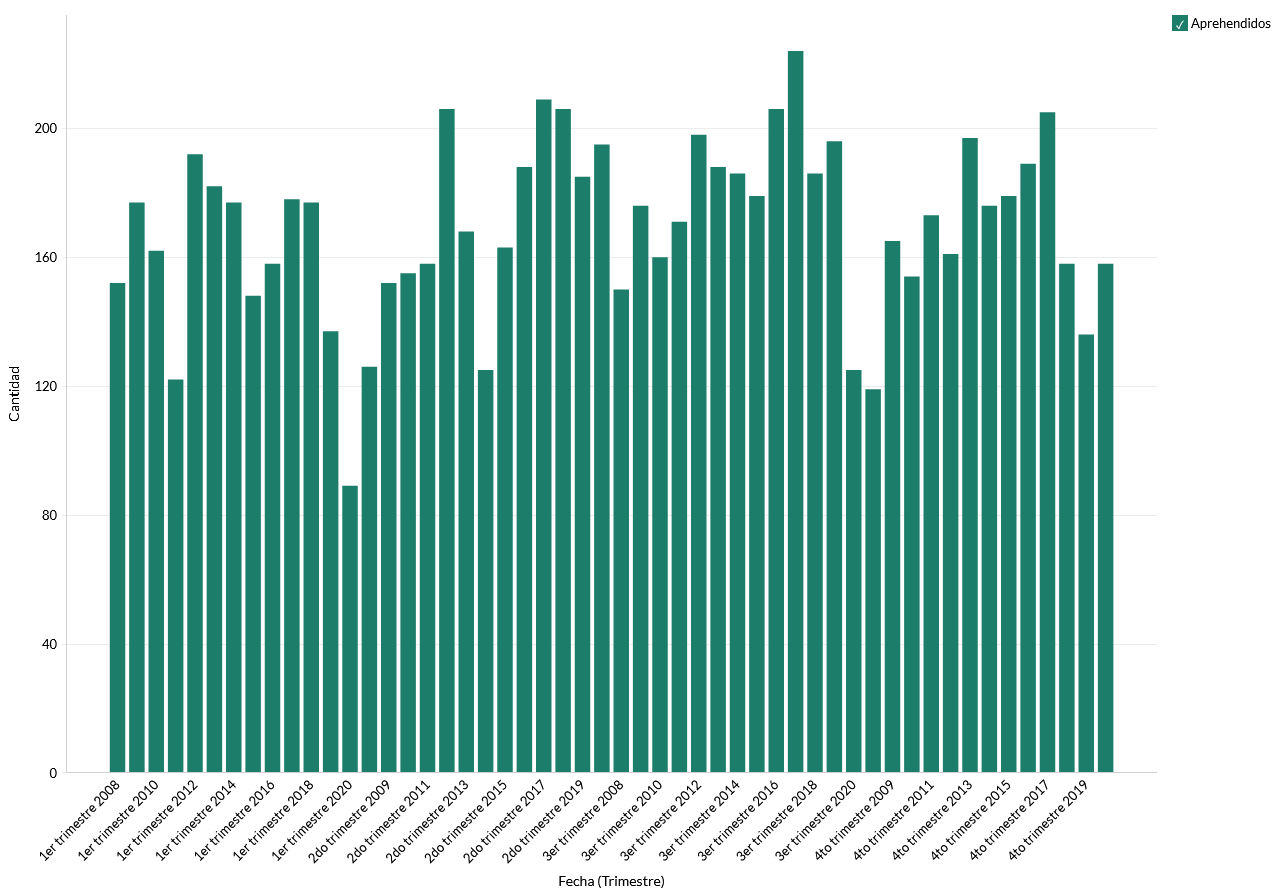 Aprehendidos
200
160
120
80
40
0
Cantidad
1er trimestre 2008
1er trimestre 2010
1er trimestre 2012
1er trimestre 2014
1er trimestre 2016
1er trimestre 2018
1er trimestre 2020
2do trimestre 2009
2do trimestre 2011
2do trimestre 2013
2do trimestre 2015
2do trimestre 2017
2do trimestre 2019
3er trimestre 2008
3er trimestre 2010
3er trimestre 2012
3er trimestre 2014
3er trimestre 2016
3er trimestre 2018
3er trimestre 2020
4to trimestre 2009
4to trimestre 2011
4to trimestre 2013
4to trimestre 2015
4to trimestre 2017
4to trimestre 2019
Fecha (Trimestre)